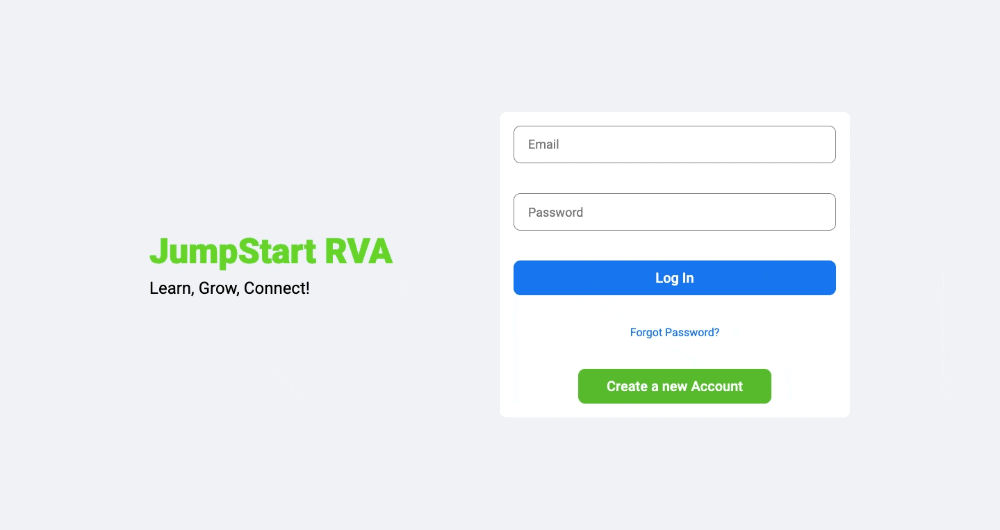 JumpStart RVA
Learn, Grow, Connect!
Email
Password
Log In
Forgot Password?
Create a new Account